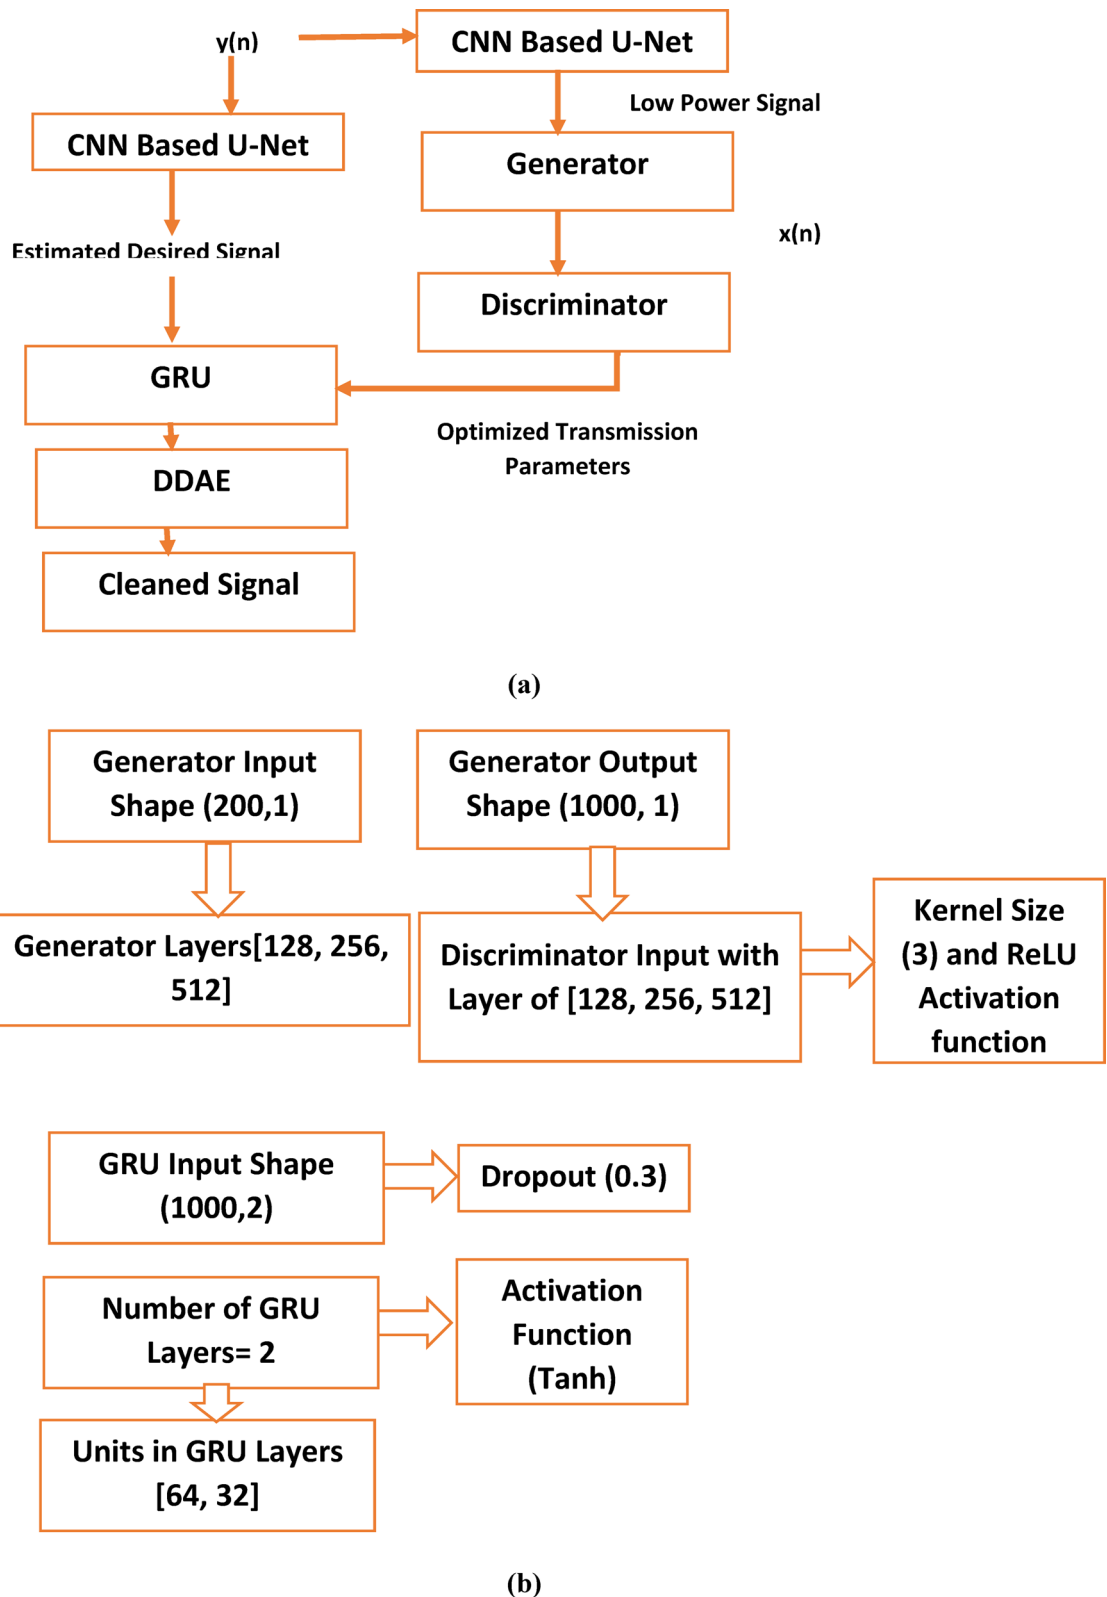 y(n)
CNN Based U-Net
Low Power Signal
CNN Based U-Net
Generator
x(n)
Estimated Desired Signal
Discriminator
GRU
Optimized Transmission
Parameters
DDAE
Cleaned Signal
(a)
Generator Input
Shape (200,1)
Generator Output
Shape (1000, 1)
Generator Layers[128, 256,
512]
Discriminator Input with
Layer of [128, 256, 512]
Kernel Size
(3) and ReLU
Activation
function
GRU Input Shape
(1000,2)
Dropout (0.3)
Number of GRU
Layers= 2
Activation
Function
(Tanh)
Units in GRU Layers
[64, 32]
(b)